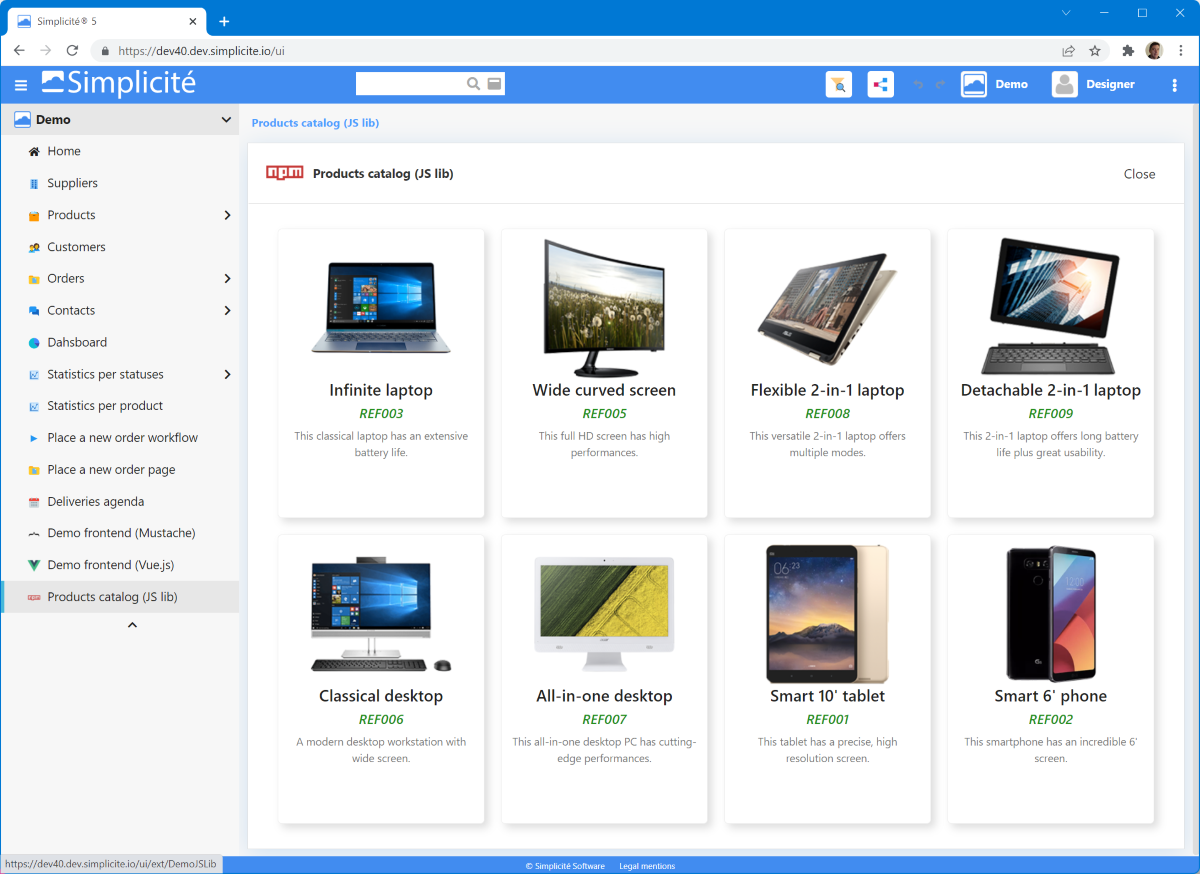 Simplicité® 5
https://dev40.dev.simplicite.io/ui
Simplicité
Demo
Designer
Demo
Home
Suppliers
Products
Customers
Orders
Contacts
Dahsboard
Statistics per statuses
Statistics per product
Place a new order workflow
Place a new order page
Deliveries agenda
Demo frontend (Mustache)
Demo frontend (Vue.js)
Products catalog (JS lib)
Products catalog (JS lib)
npm Products catalog (JS lib)
Close
Infinite laptop
REF003
This classical laptop has an extensive
battery life.
Wide curved screen
REF005
This full HD screen has high
performances.
Flexible 2-in-1 laptop
REF008
This versatile 2-in-1 laptop offers
multiple modes.
Detachable 2-in-1 laptop
REF009
This 2-in-1 laptop offers long battery
life plus great usability.
Classical desktop
REF006
A modern desktop workstation with
wide screen.
acer
All-in-one desktop
REF007
This all-in-one desktop PC has cutting-
edge performances.
06:23
Smart 10' tablet
REF001
This tablet has a precise, high
resolution screen.
Smart 6' phone
REF002
This smartphone has an incredible 6'
screen.
https://dev40.dev.simplicite.io/ui/ext/DemoJSLib
© Simplicité Software
Legal mentions